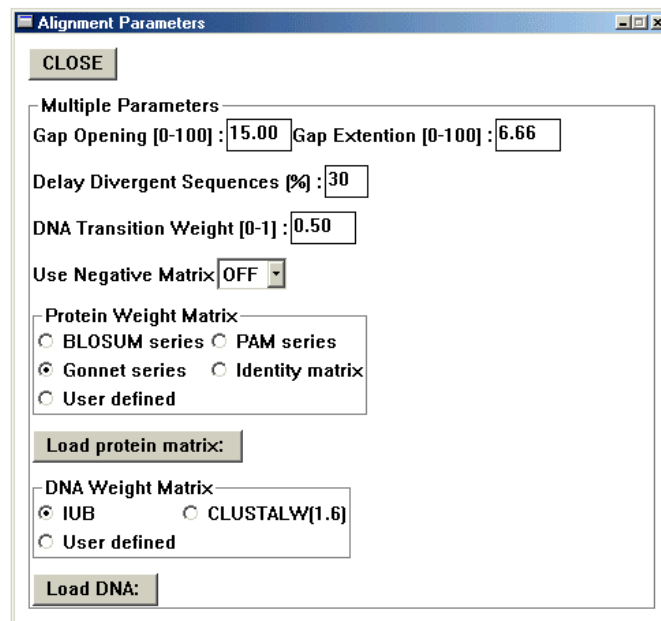 Alignment Parameters
CLOSE
Multiple Parameters
Gap Opening [0-100] : 15.00 Gap Extention [0-100] : 6.66
Delay Divergent Sequences (%) : 30
DNA Transition Weight [0-1] : 0.50
Use Negative Matrix OFF
Protein Weight Matrix
BLOSUM series PAM series
Gonnet series Identity matrix
User defined
Load protein matrix:
DNA Weight Matrix
IUB CLUSTALW(1.6)
User defined
Load DNA: